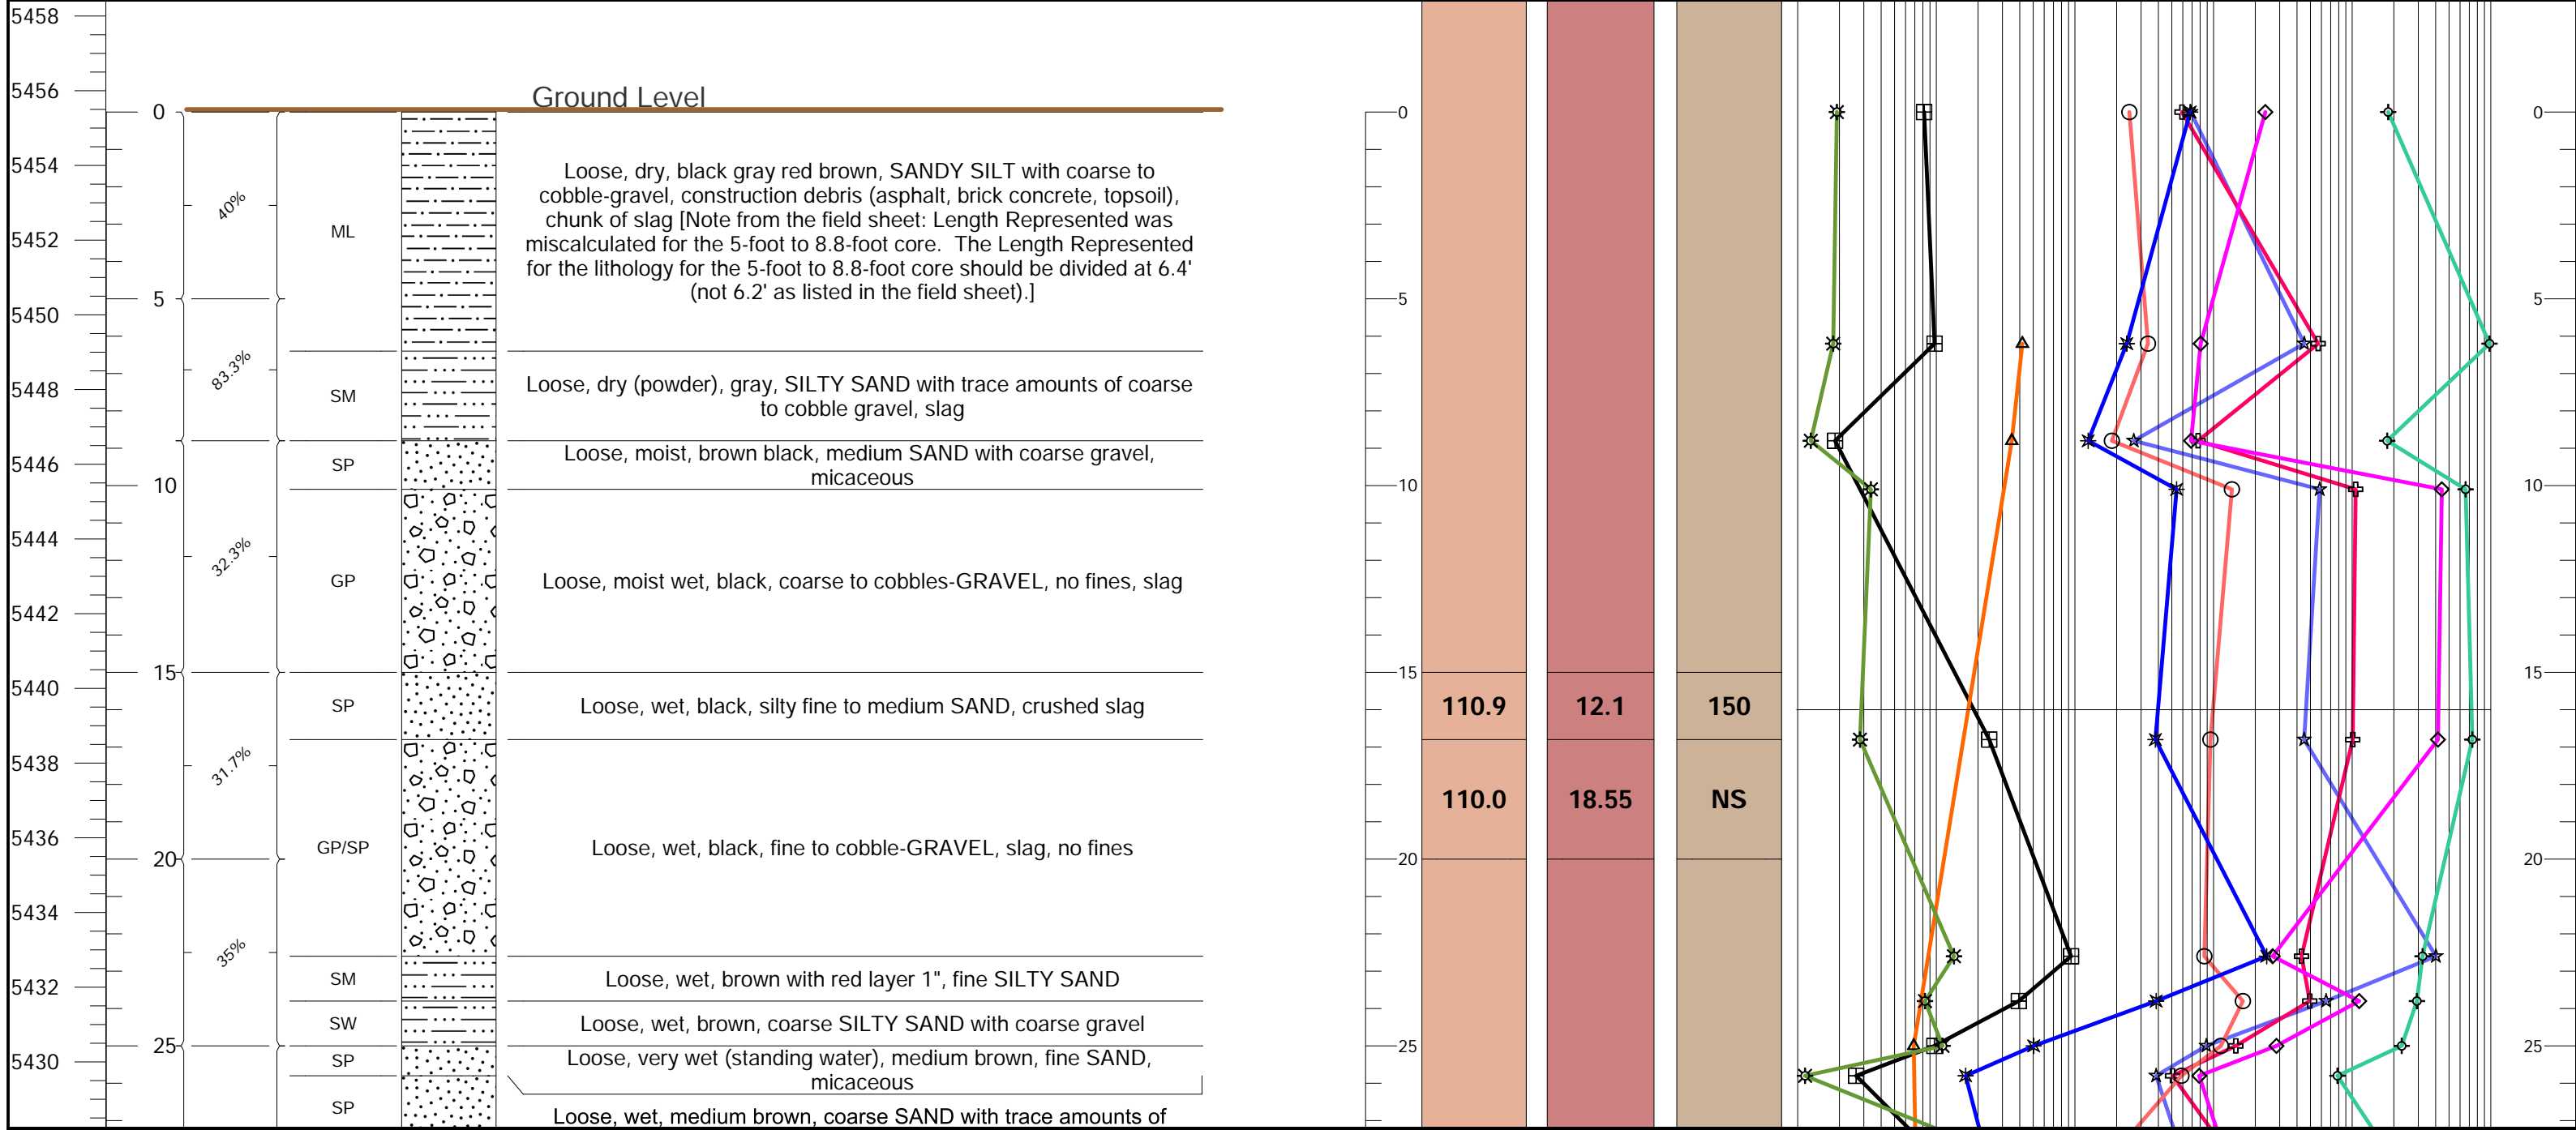 5458
5456
Ground Level
0
0
0
5454
Loose, dry, black gray red brown, SANDY SILT with coarse to
cobble-gravel, construction debris (asphalt, brick concrete, topsoil),
40%
chunk of slag [Note from the field sheet: Length Represented was
ML
5452
miscalculated for the 5-foot to 8.8-foot core. The Length Represented
for the lithology for the 5-foot to 8.8-foot core should be divided at 6.4'
(not 6.2' as listed in the field sheet).]
5
5
5
5450
83.3%
5448
SM
Loose, dry (powder), gray, SILTY SAND with trace amounts of coarse
to cobble gravel, slag
5446
SP
Loose, moist, brown black, medium SAND with coarse gravel,
micaceous
10
10
10
5444
32.3%
GP
Loose, moist wet, black, coarse to cobbles-GRAVEL, no fines, slag
5442
15
15
15
5440
SP
Loose, wet, black, silty fine to medium SAND, crushed slag
110.9
12.1
150
5438
31.7%
110.0
18.55
NS
5436
GP/SP
Loose, wet, black, fine to cobble-GRAVEL, slag, no fines
20
20
20
5434
35%
5432
SM
Loose, wet, brown with red layer 1", fine SILTY SAND
SW
Loose, wet, brown, coarse SILTY SAND with coarse gravel
25
25
25
5430
SP
Loose, very wet (standing water), medium brown, fine SAND,
micaceous
SP
Loose, wet, medium brown, coarse SAND with trace amounts of